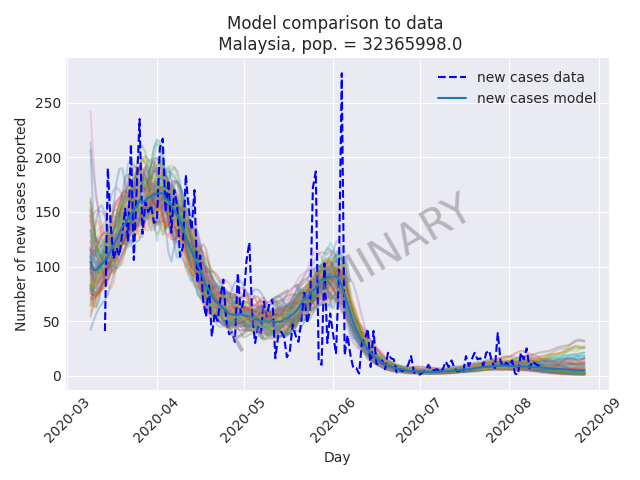 Model comparison to data
Malaysia, pop. = 32365998.0
new cases data
new cases model
Number of new cases reported
250
200
150
100
50
0
2020-03
2020-04
2020-05
2020-06
2020-07
2020-08
2020-09
Day